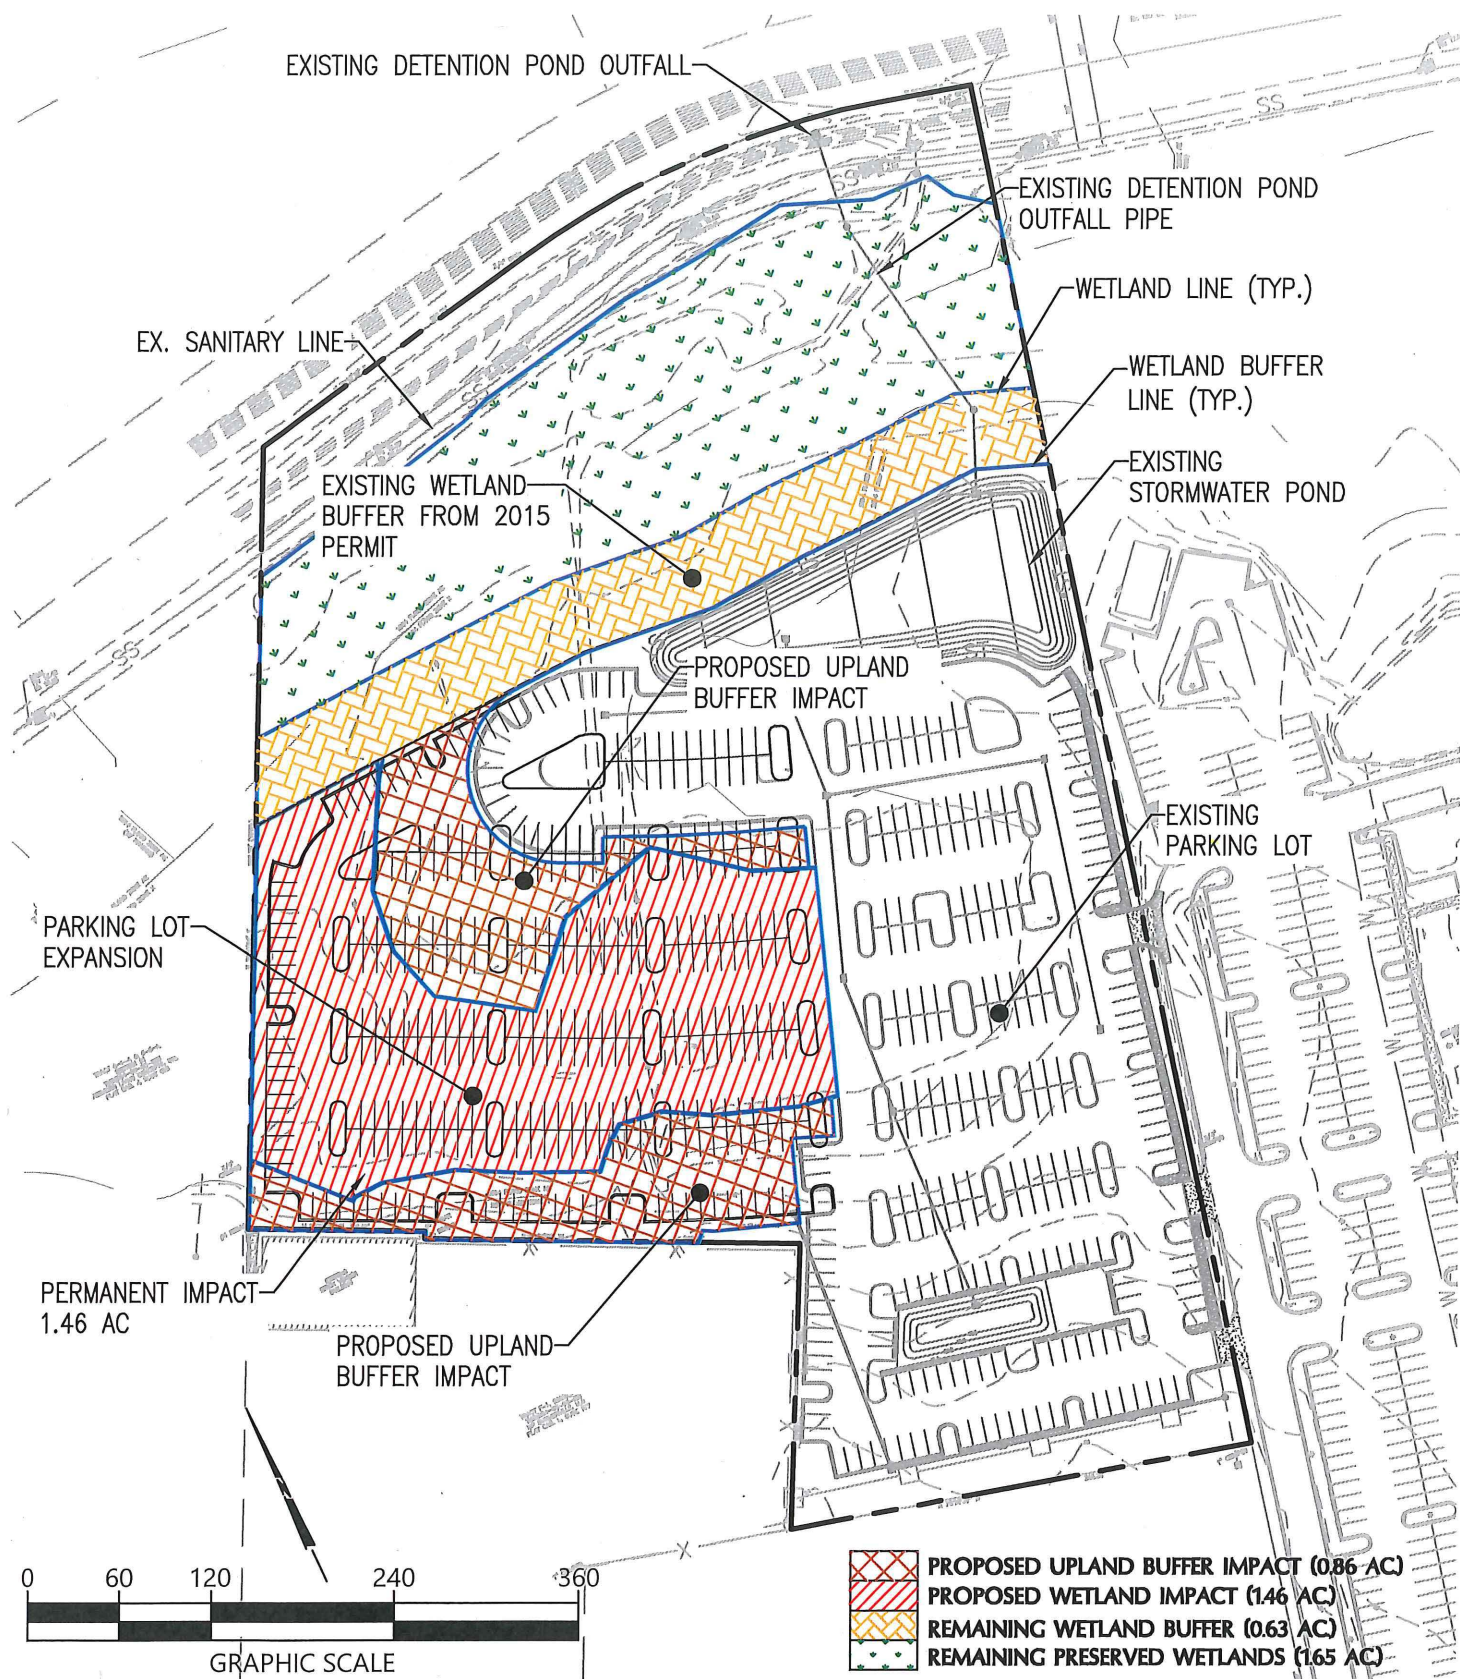 EXISTING DETENTION POND OUTFALL
SS
SS
EXISTING DETENTION POND
OUTFALL PIPE
WETLAND LINE (TYP.)
EX. SANITARY LINE
WETLAND BUFFER
LINE (TYP.)
SS
EXISTING WETLAND
BUFFER FROM 2015
PERMIT
EXISTING
STORMWATER POND
SS
PROPOSED UPLAND
BUFFER IMPACT
EXISTING
PARKING LOT
PARKING LOT
EXPANSION
PERMANENT IMPACT
1.46 AC
PROPOSED UPLAND
BUFFER IMPACT
X
0 60 120 240 360
GRAPHIC SCALE
PROPOSED UPLAND BUFFER IMPACT (0.86 AC)
PROPOSED WETLAND IMPACT (1.46 AC)
REMAINING WETLAND BUFFER (0.63 AC)
REMAINING PRESERVED WETLANDS (1.65 AC)